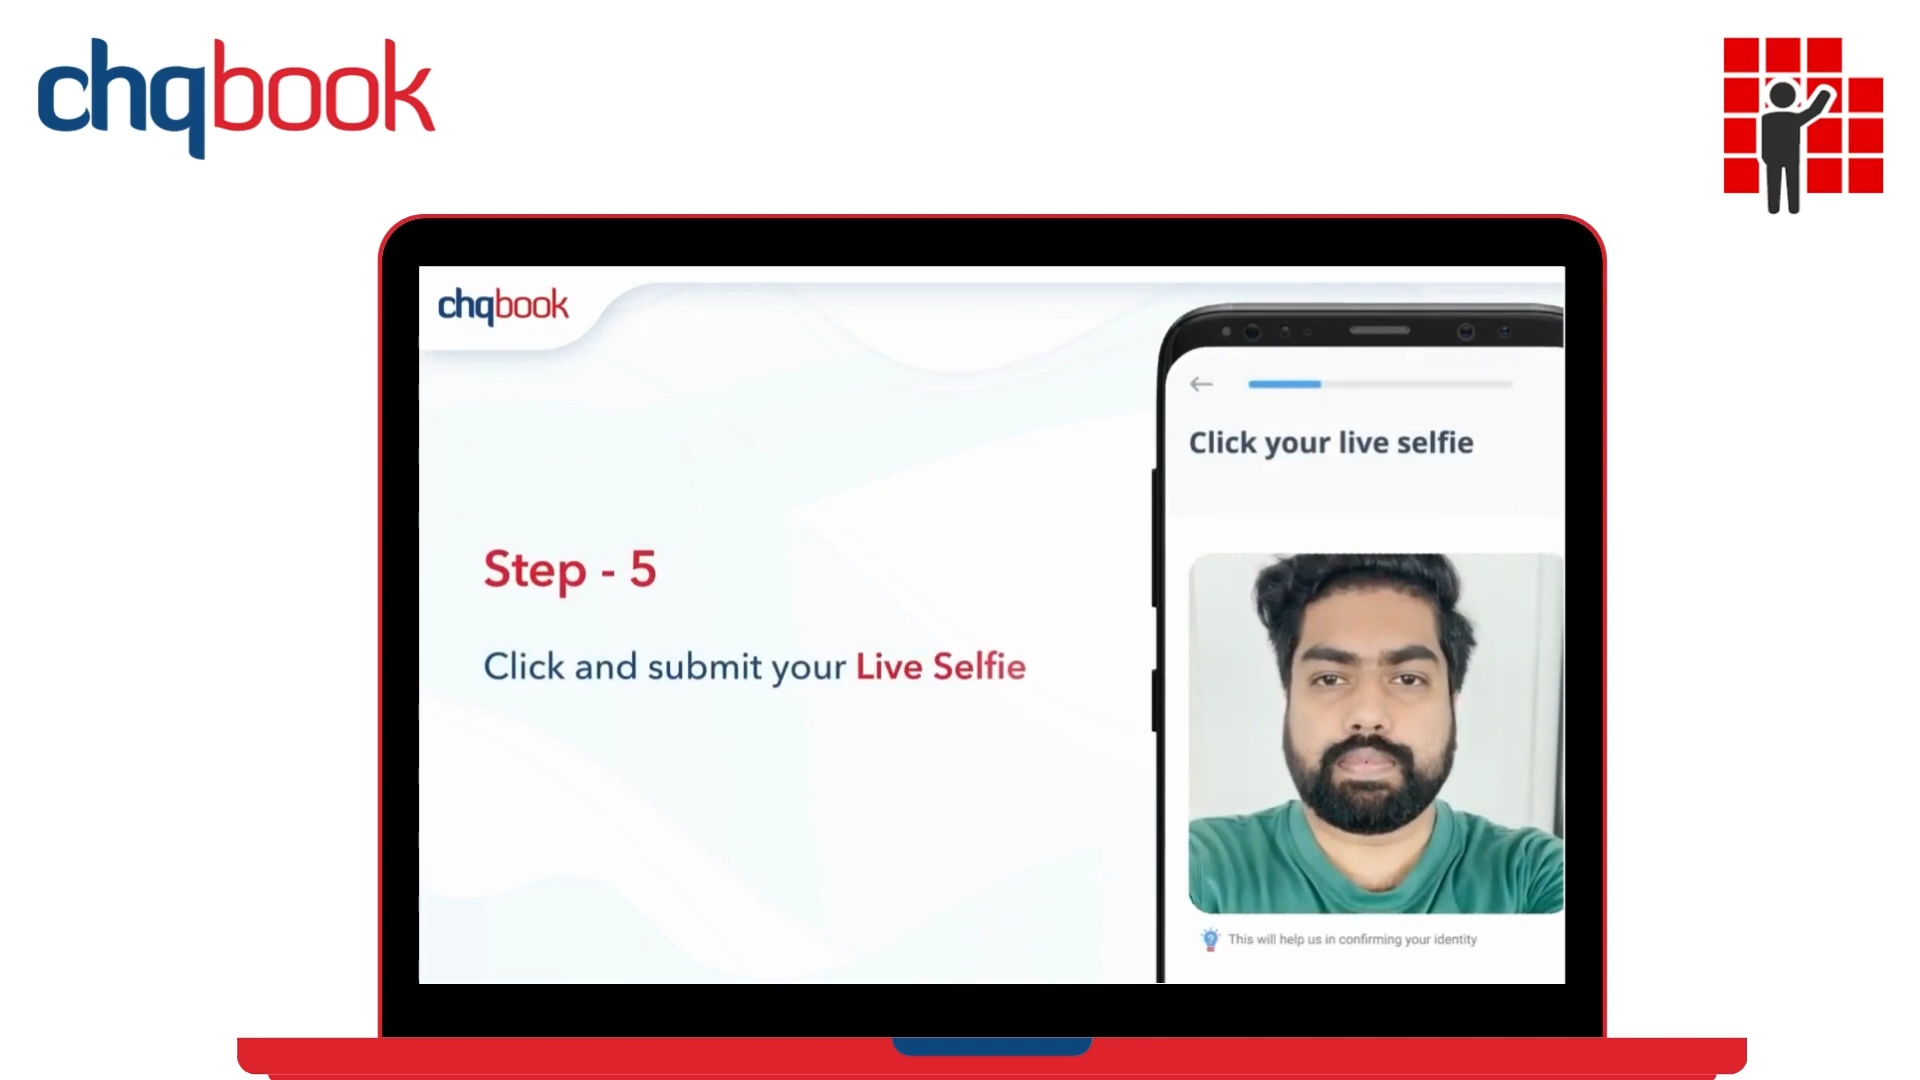 chqbook
chqbook
Step - 5
Click and submit your Live Selfie
Click your live selfie
This will help us in confirming your identity